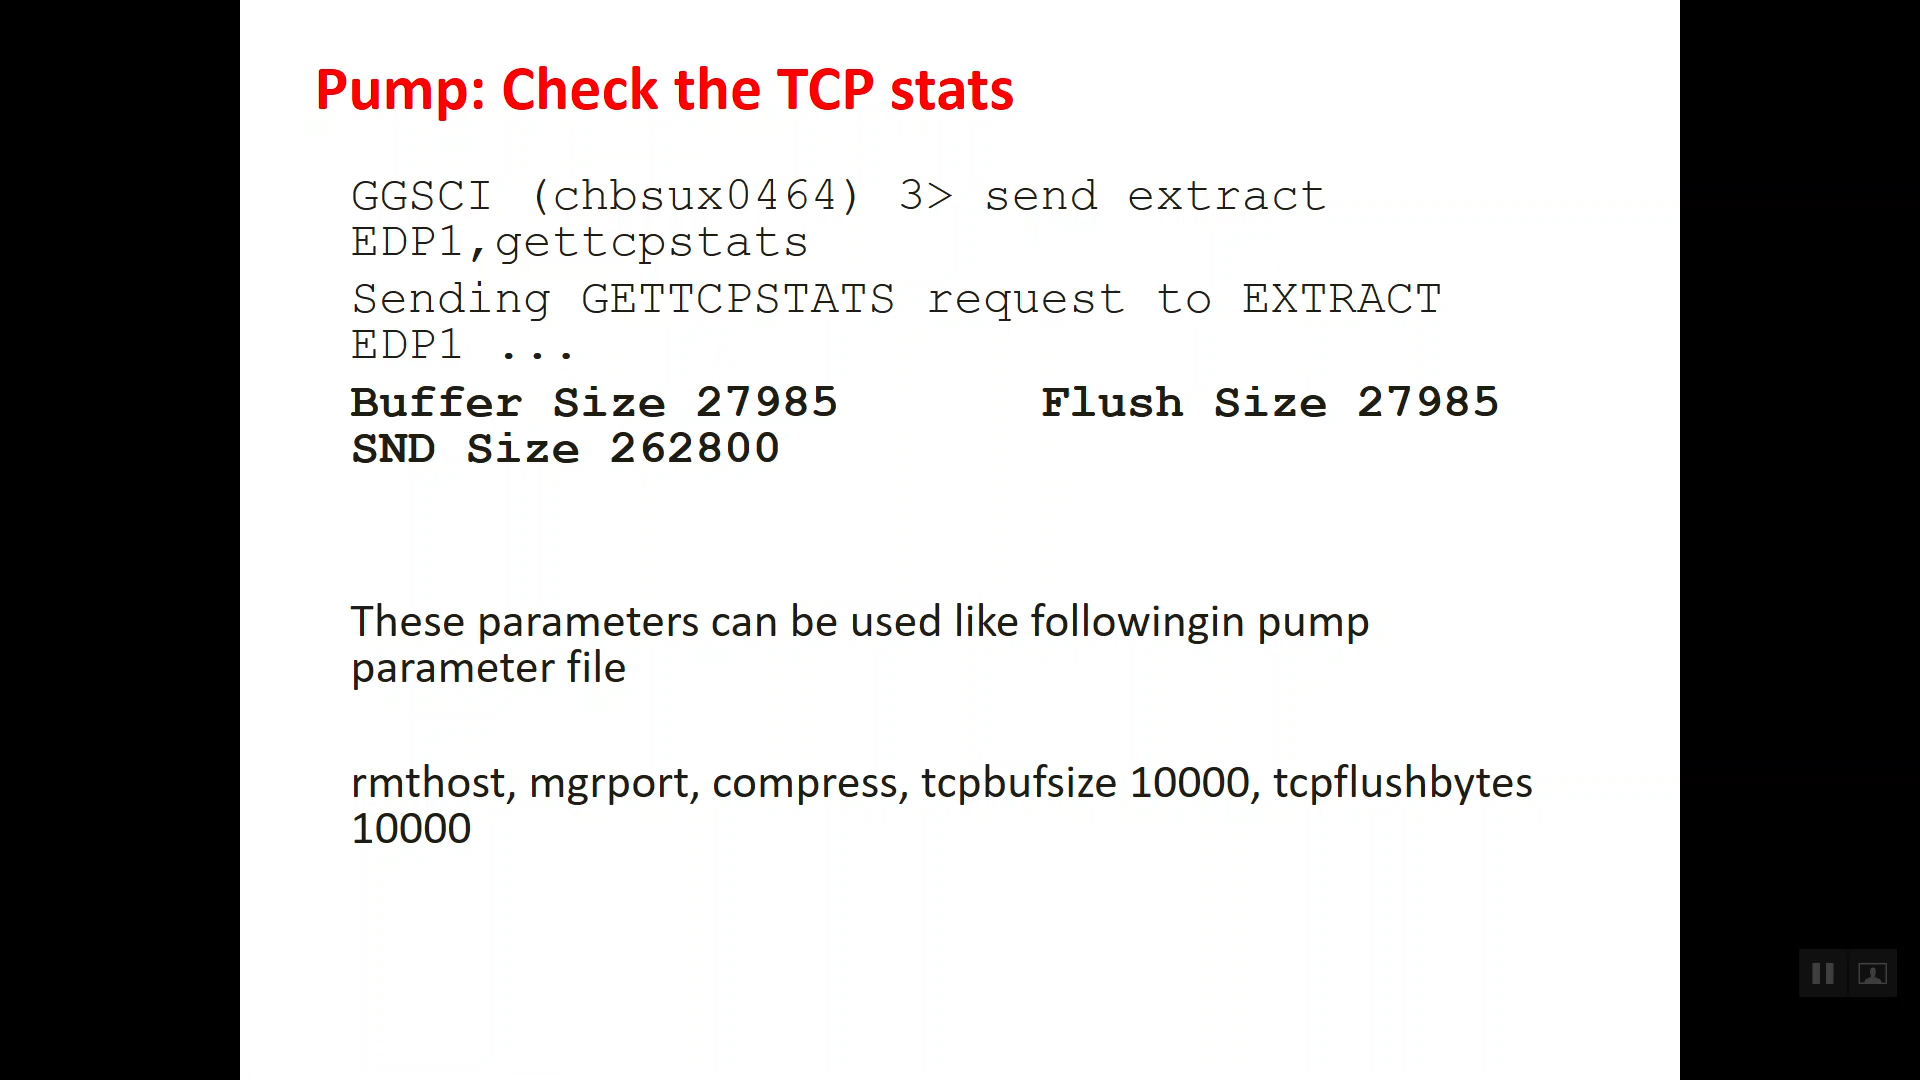 Pump: Check the TCP stats
GGSCI (chbsux0464) 3> send extract
EDP1,gettcpstats
Sending GETTCPSTATS request to EXTRACT
EDP1 ...
Buffer Size 27985 Flush Size 27985
SND Size 262800
These parameters can be used like followingin pump
parameter file
rmthost, mgrport, compress, tcpbufsize 10000, tcpflushbytes
10000